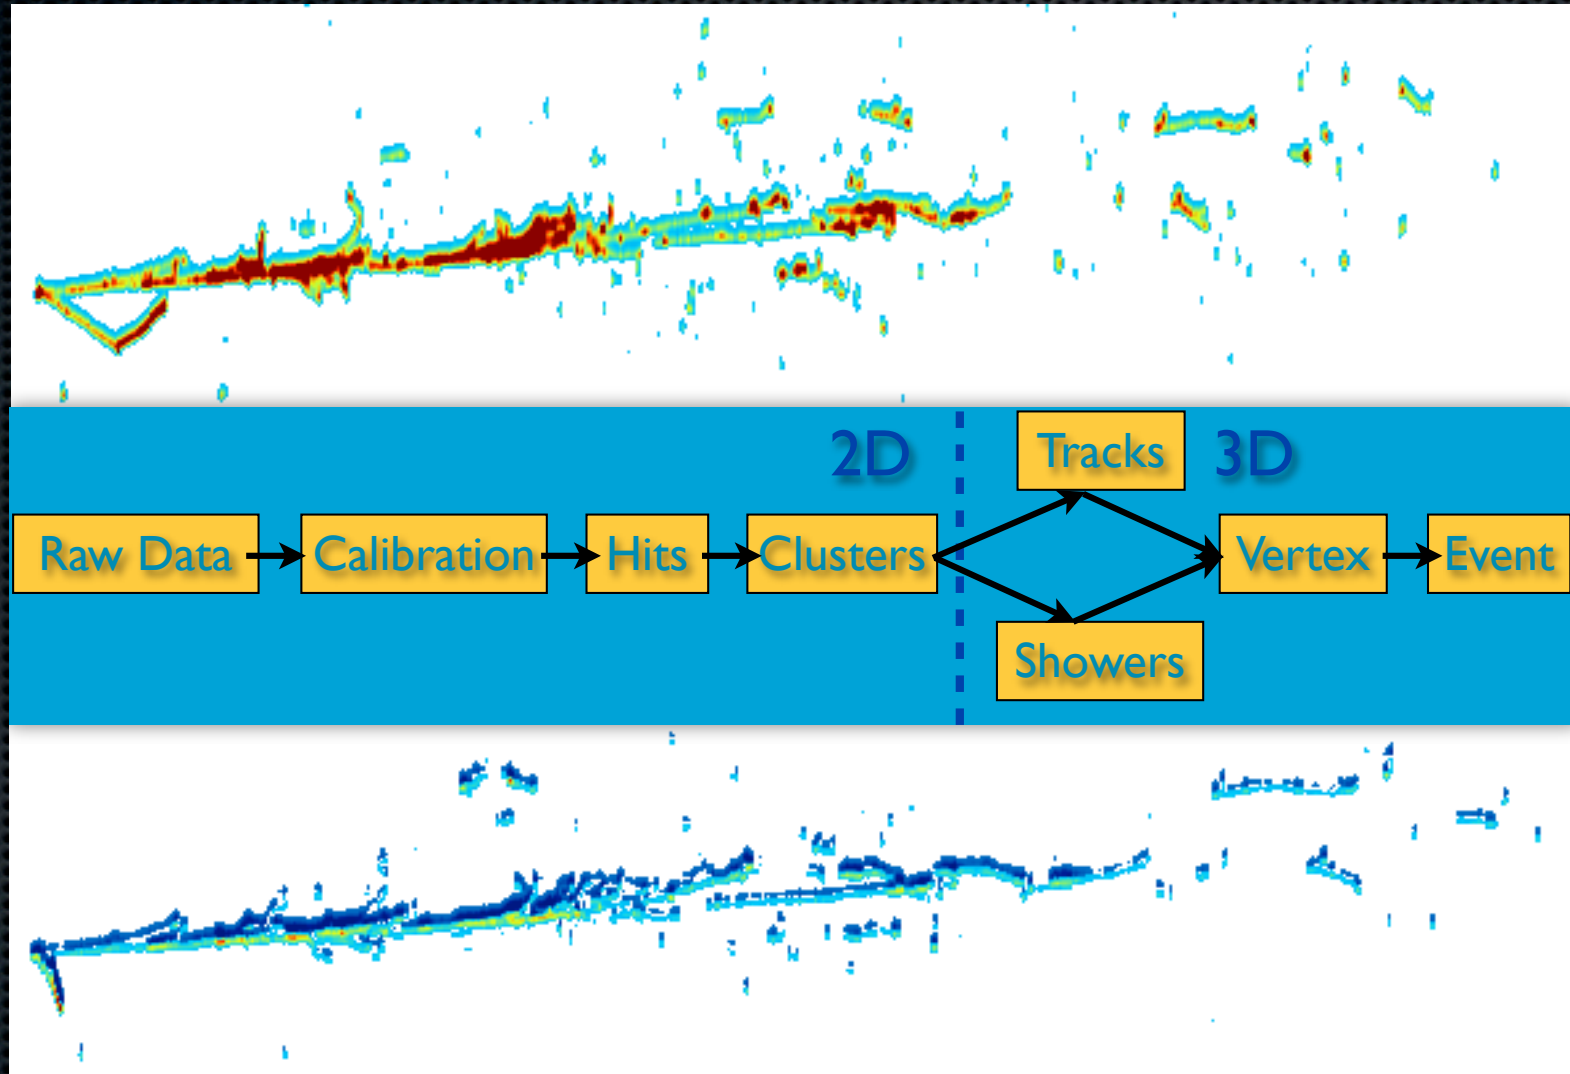 2D
Tracks
3D
Raw Data
Calibration
Hits
Clusters
Vertex
Event
Showers